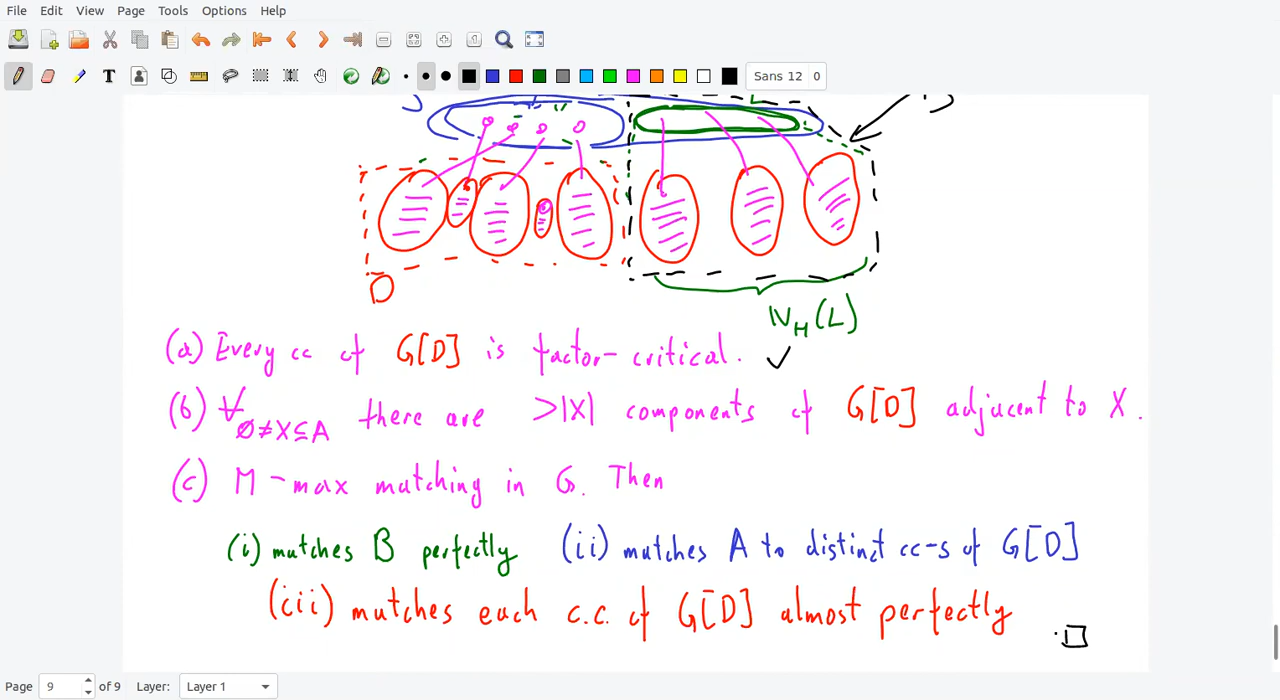 File Edit View Page Tools Options Help
Sans 12 0
D
N_H(L)
(a) Every cc of G[D] is factor-critical. ✓
(b) ∀_{∅≠X⊆A} there are >|X| components of G[D] adjacent to X.
(c) M-max matching in G. Then
(i) matches B perfectly (ii) matches A to distinct cc-s of G[D]
(iii) matches each c.c. of G[D] almost perfectly
Page 9 of 9 Layer: Layer 1